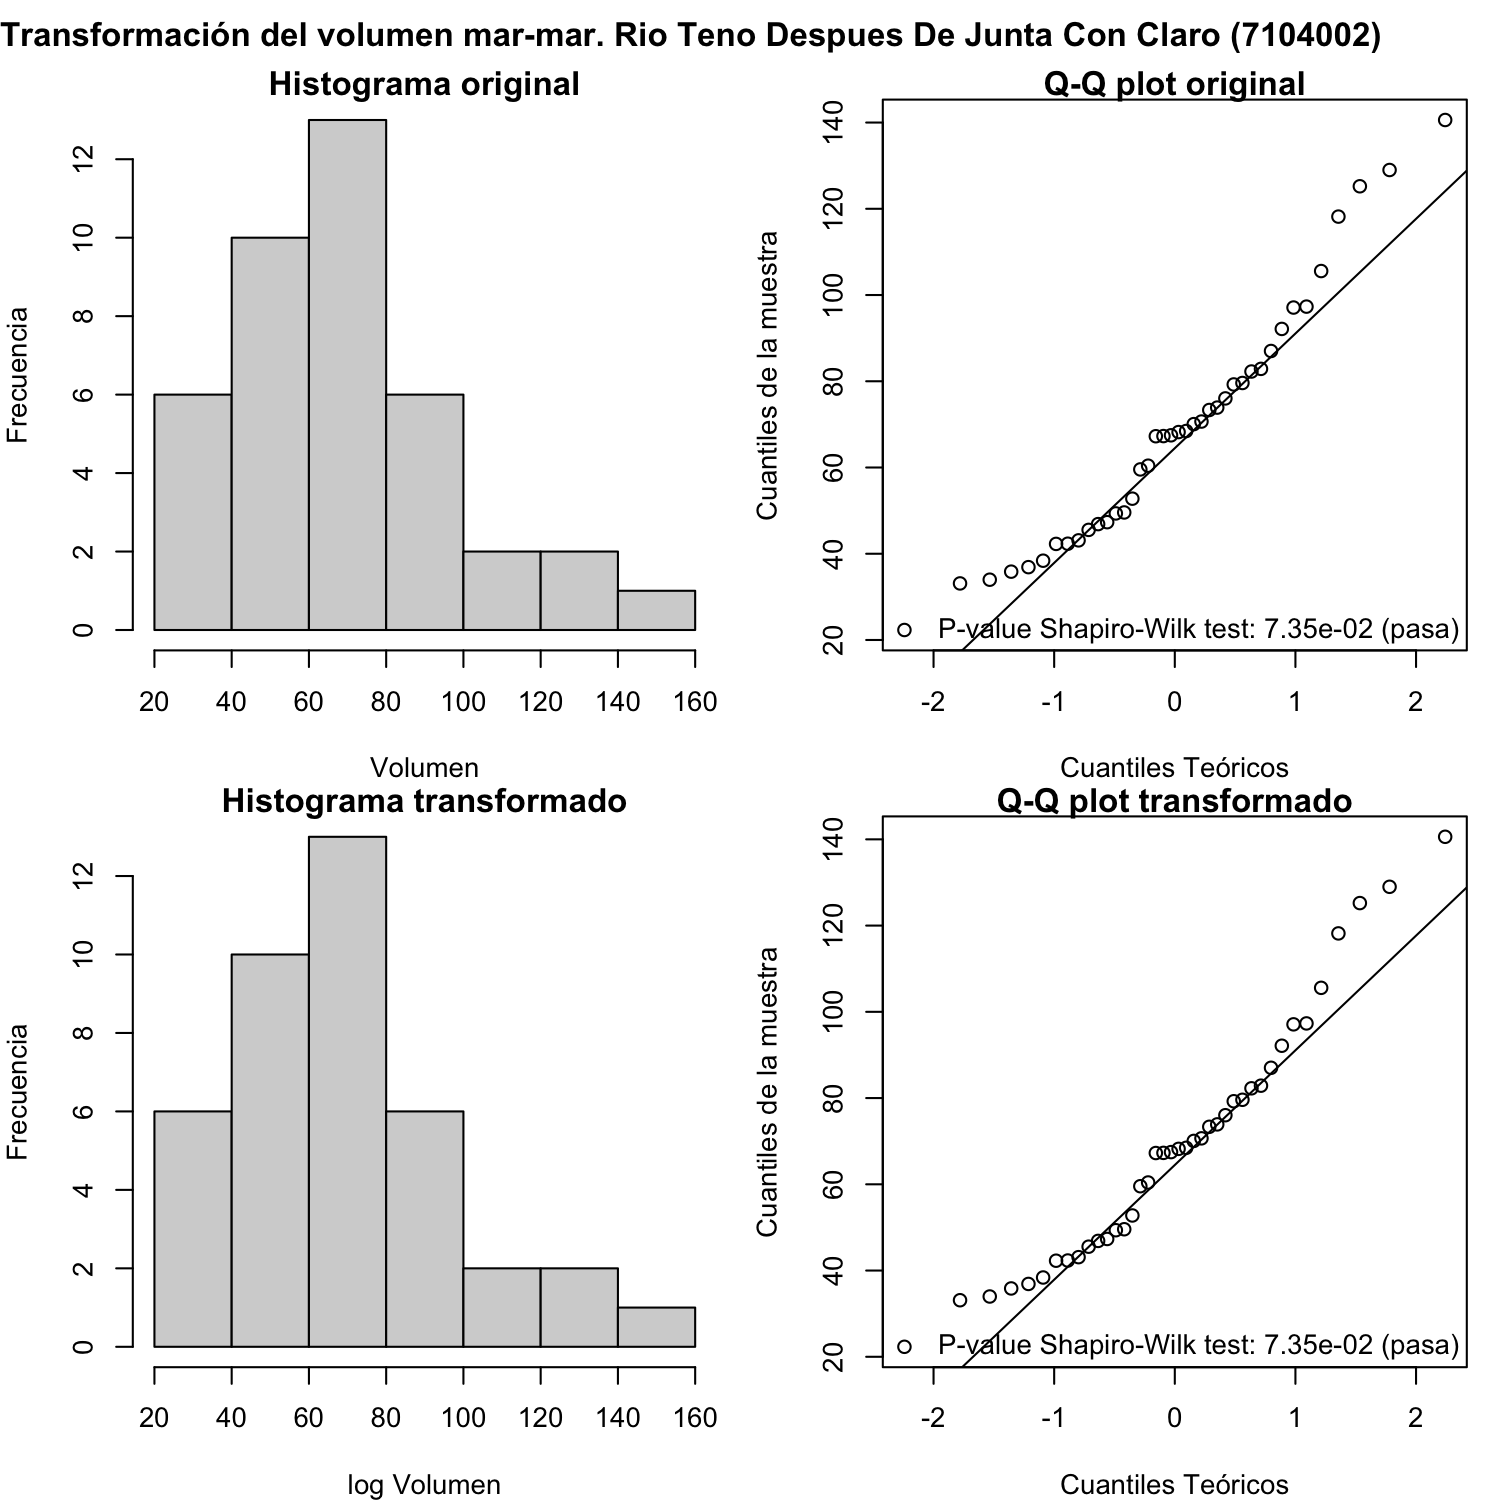 Transformación del volumen mar-mar. Rio Teno Despues De Junta Con Claro (7104002)
Histograma original
Frecuencia
0 2 4 6 8 10 12
20 40 60 80 100 120 140 160
Volumen
Q-Q plot original
Cuantiles de la muestra
20 40 60 80 100 120 140
P-value Shapiro-Wilk test: 7.35e-02 (pasa)
-2 -1 0 1 2
Cuantiles Teóricos
Histograma transformado
Frecuencia
0 2 4 6 8 10 12
20 40 60 80 100 120 140 160
log Volumen
Q-Q plot transformado
Cuantiles de la muestra
20 40 60 80 100 120 140
P-value Shapiro-Wilk test: 7.35e-02 (pasa)
-2 -1 0 1 2
Cuantiles Teóricos